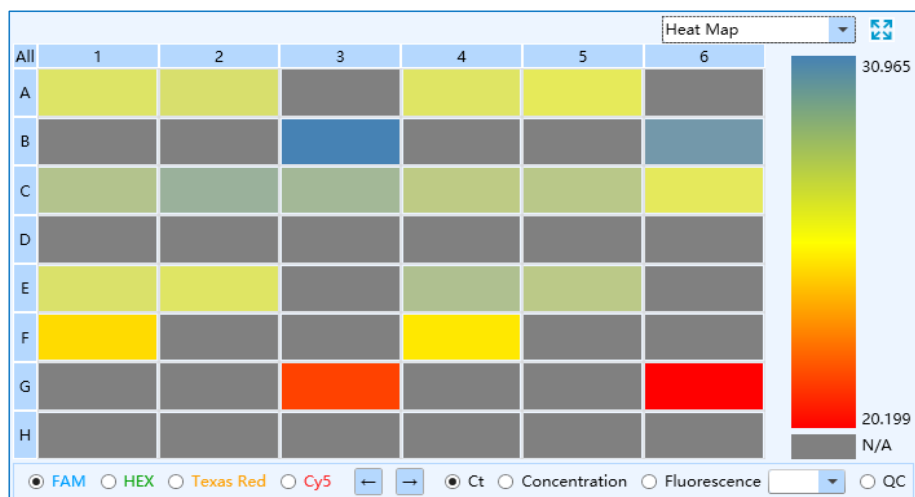 Heat Map
All 1 2 3 4 5 6
30.965
A
B
C
D
E
F
G
20.199
H
N/A
FAM HEX Texas Red Cy5 ← → Ct Concentration Fluorescence QC